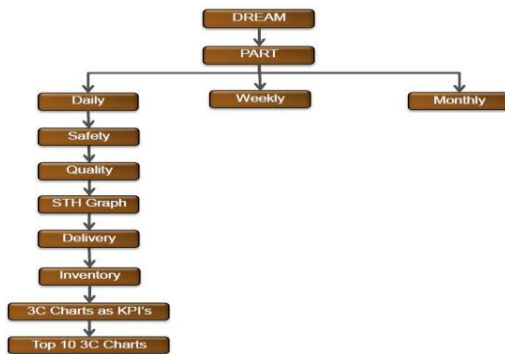 DREAM
PART
Daily
Weekly
Monthly
Safety
Quality
STH Graph
Delivery
Inventory
3C Charts as KPI's
Top 10 3C Charts